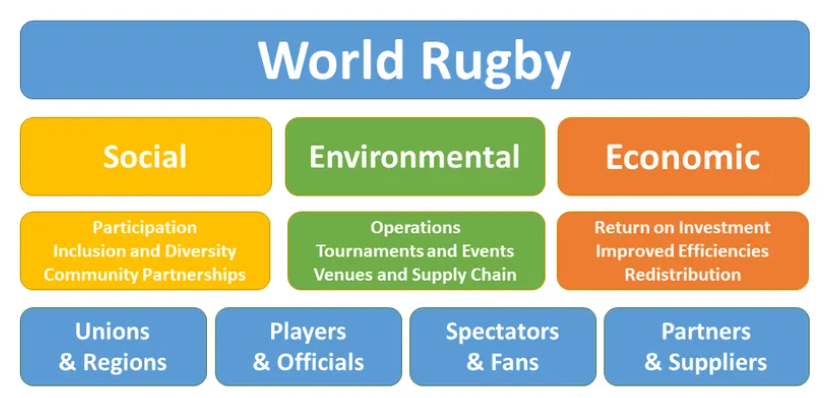 World Rugby
Social
Environmental
Economic
Participation
Inclusion and Diversity
Community Partnerships
Operations
Tournaments and Events
Venues and Supply Chain
Return on Investment
Improved Efficiencies
Redistribution
Unions
& Regions
Players
& Officials
Spectators
& Fans
Partners
& Suppliers